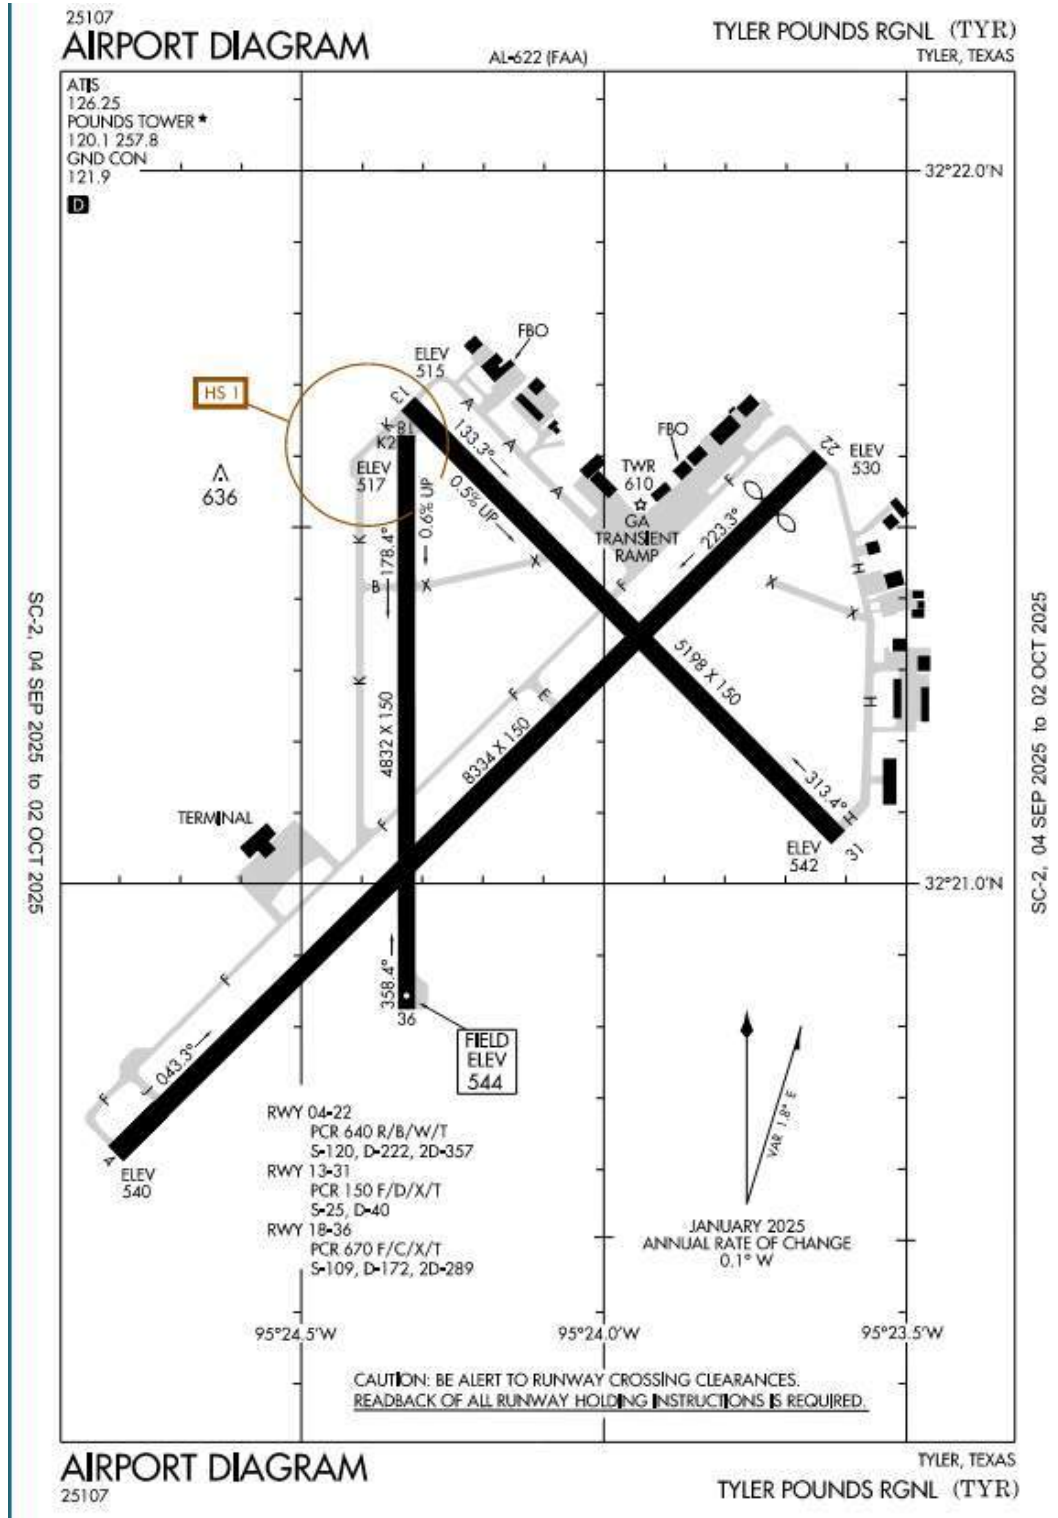 25107
AIRPORT DIAGRAM
AL-622 (FAA)
TYLER POUNDS RGNL (TYR)
TYLER, TEXAS
ATIS
126.25
POUNDS TOWER ★
120.1 257.8
GND CON
121.9
D
32°22.0'N
FBO
ELEV
515
HS 1
13
A
K
18
K2
133.3°
A
FBO
22
ELEV
530
ELEV
517
TWR
610
F
636
0.5% UP
0.6% UP
A
GA
TRANSIENT
RAMP
223.3°
K
178.4°
X
H
B
X
F
X
X
K
F
E
5198 X 150
H
4832 X 150
8334 X 150
313.4°
TERMINAL
F
H
ELEV
542
31
32°21.0'N
358.4°
F
36
FIELD
ELEV
544
043.3°
J
F
4
ELEV
540
VAR 1.8° E
RWY 04-22
PCR 640 R/B/W/T
S-120, D-222, 2D-357
RWY 13-31
PCR 150 F/D/X/T
S-25, D-40
RWY 18-36
PCR 670 F/C/X/T
S-109, D-172, 2D-289
JANUARY 2025
ANNUAL RATE OF CHANGE
0.1° W
95°24.5'W
95°24.0'W
95°23.5'W
CAUTION: BE ALERT TO RUNWAY CROSSING CLEARANCES.
READBACK OF ALL RUNWAY HOLDING INSTRUCTIONS IS REQUIRED.
SC-2, 04 SEP 2025 to 02 OCT 2025
SC-2, 04 SEP 2025 to 02 OCT 2025
AIRPORT DIAGRAM
25107
TYLER, TEXAS
TYLER POUNDS RGNL (TYR)